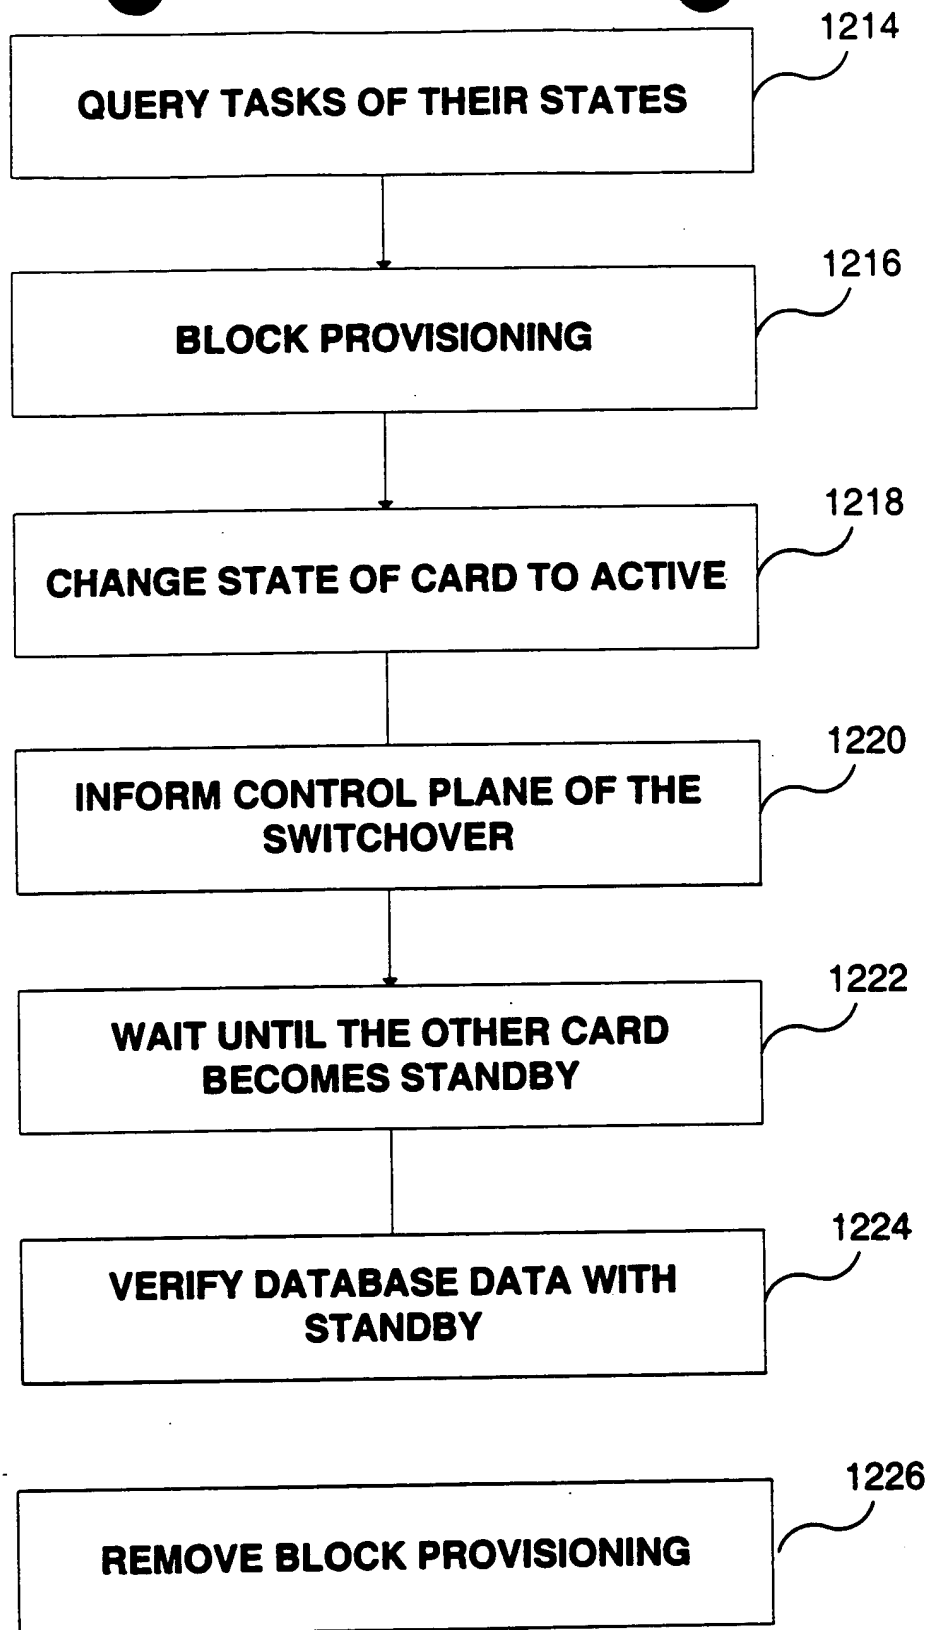 1214
QUERY TASKS OF THEIR STATES
1216
BLOCK PROVISIONING
1218
CHANGE STATE OF CARD TO ACTIVE
1220
INFORM CONTROL PLANE OF THE
SWITCHOVER
1222
WAIT UNTIL THE OTHER CARD
BECOMES STANDBY
1224
VERIFY DATABASE DATA WITH
STANDBY
1226
REMOVE BLOCK PROVISIONING